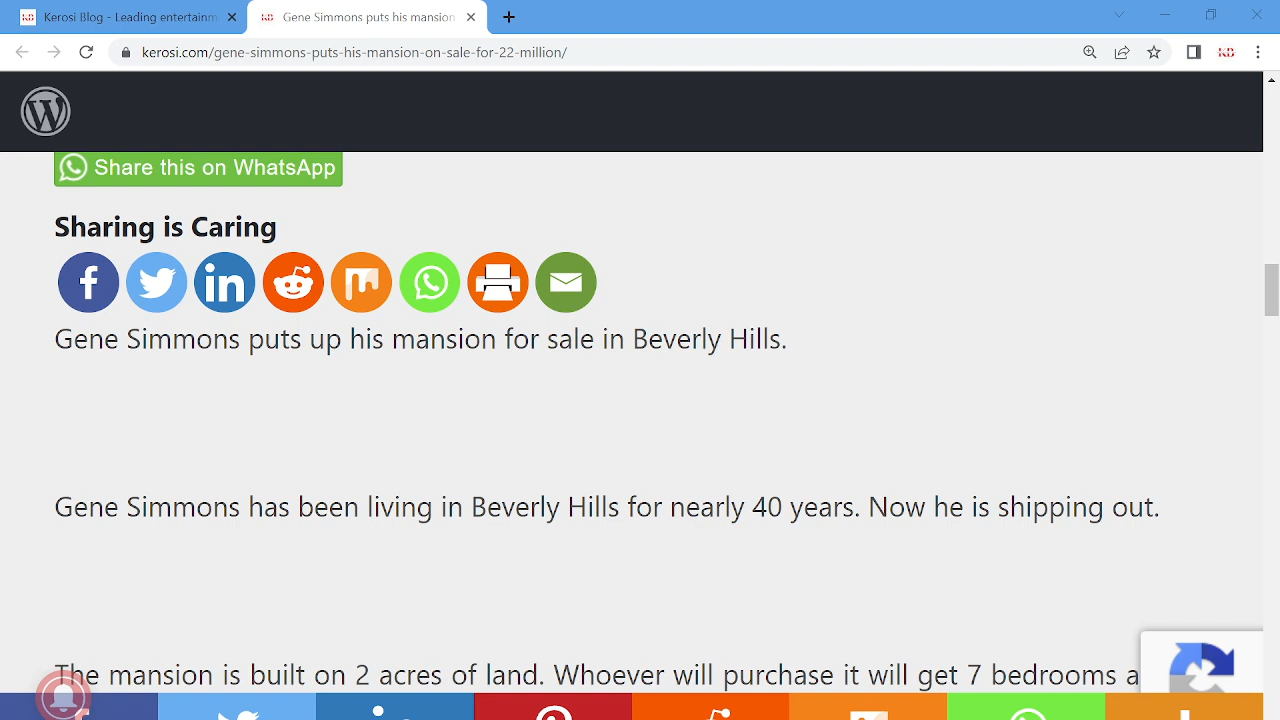 Kerosi Blog - Leading entertainm
Gene Simmons puts his mansion
kerosi.com/gene-simmons-puts-his-mansion-on-sale-for-22-million/
Share this on WhatsApp
Sharing is Caring
Gene Simmons puts up his mansion for sale in Beverly Hills.
Gene Simmons has been living in Beverly Hills for nearly 40 years. Now he is shipping out.
The mansion is built on 2 acres of land. Whoever will purchase it will get 7 bedrooms a